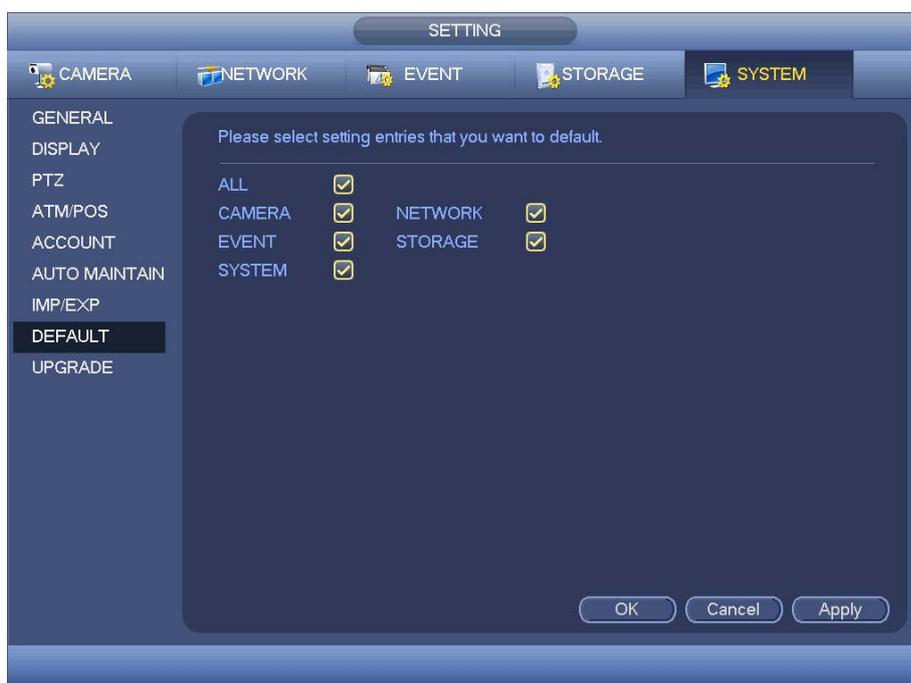 SETTING
CAMERA NETWORK EVENT STORAGE SYSTEM
GENERAL
DISPLAY
PTZ
ATM/POS
ACCOUNT
AUTO MAINTAIN
IMP/EXP
DEFAULT
UPGRADE
Please select setting entries that you want to default.
ALL
CAMERA NETWORK
EVENT STORAGE
SYSTEM
OK Cancel Apply